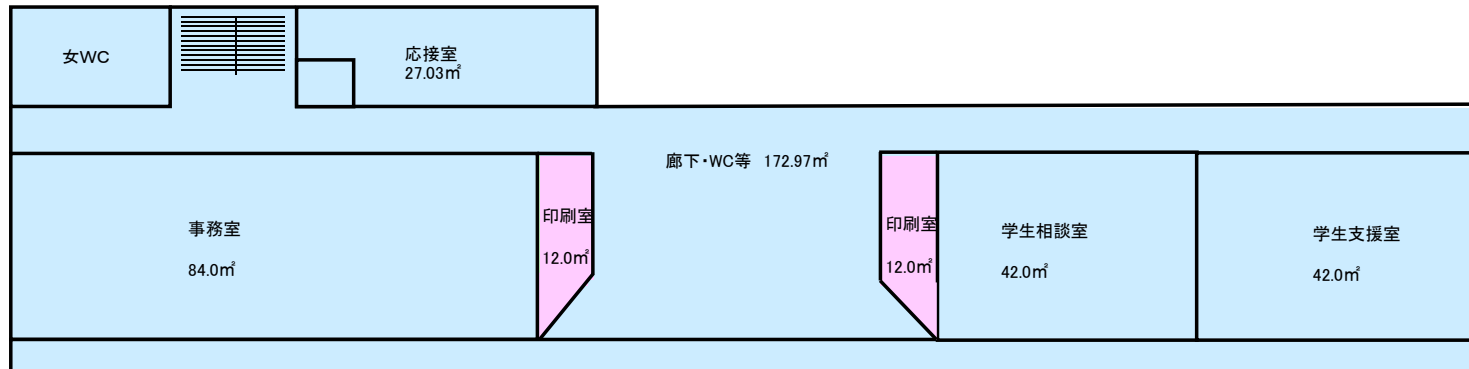 女WC
応接室
27.03㎡
廊下・WC等 172.97㎡
事務室
84.0㎡
印刷室
12.0㎡
印刷室
12.0㎡
学生相談室
42.0㎡
学生支援室
42.0㎡